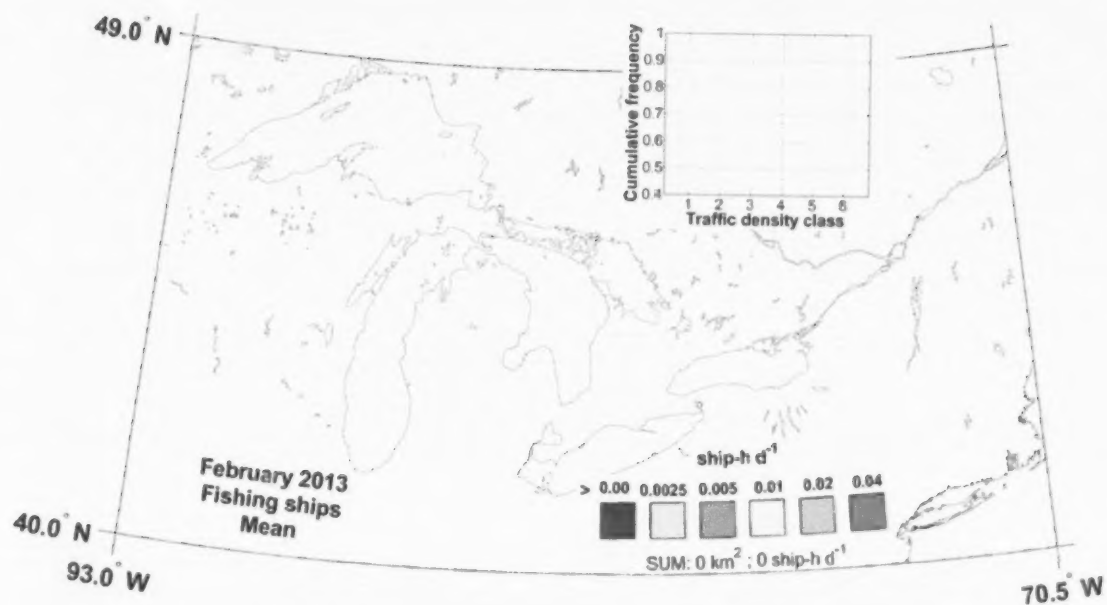 49.0° N
Cumulative frequency
1
0.9
0.8
0.7
0.6
0.5
0.4
1 2 3 4 5 6
Traffic density class
February 2013
Fishing ships
Mean
ship-h d⁻¹
> 0.00 0.0025 0.005 0.01 0.02 0.04
SUM: 0 km² ; 0 ship-h d⁻¹
40.0° N
93.0° W
70.5° W